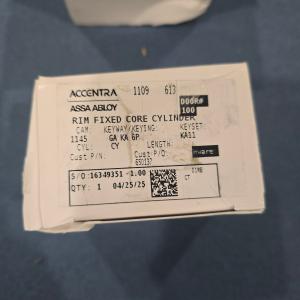 ACCENTRA 1109 613
ASSA ABLOY DOOR# 100
RIM FIXED CORE CYLINDER
CAM: KEYWAY/KEYING: KEYSET:
1145 GA KA 6P KA11
CYL: CY LENGTH:
Cust P/N: Cust P/O:
S/O:16349351 -1.00
QTY: 1 04/25/25 CT